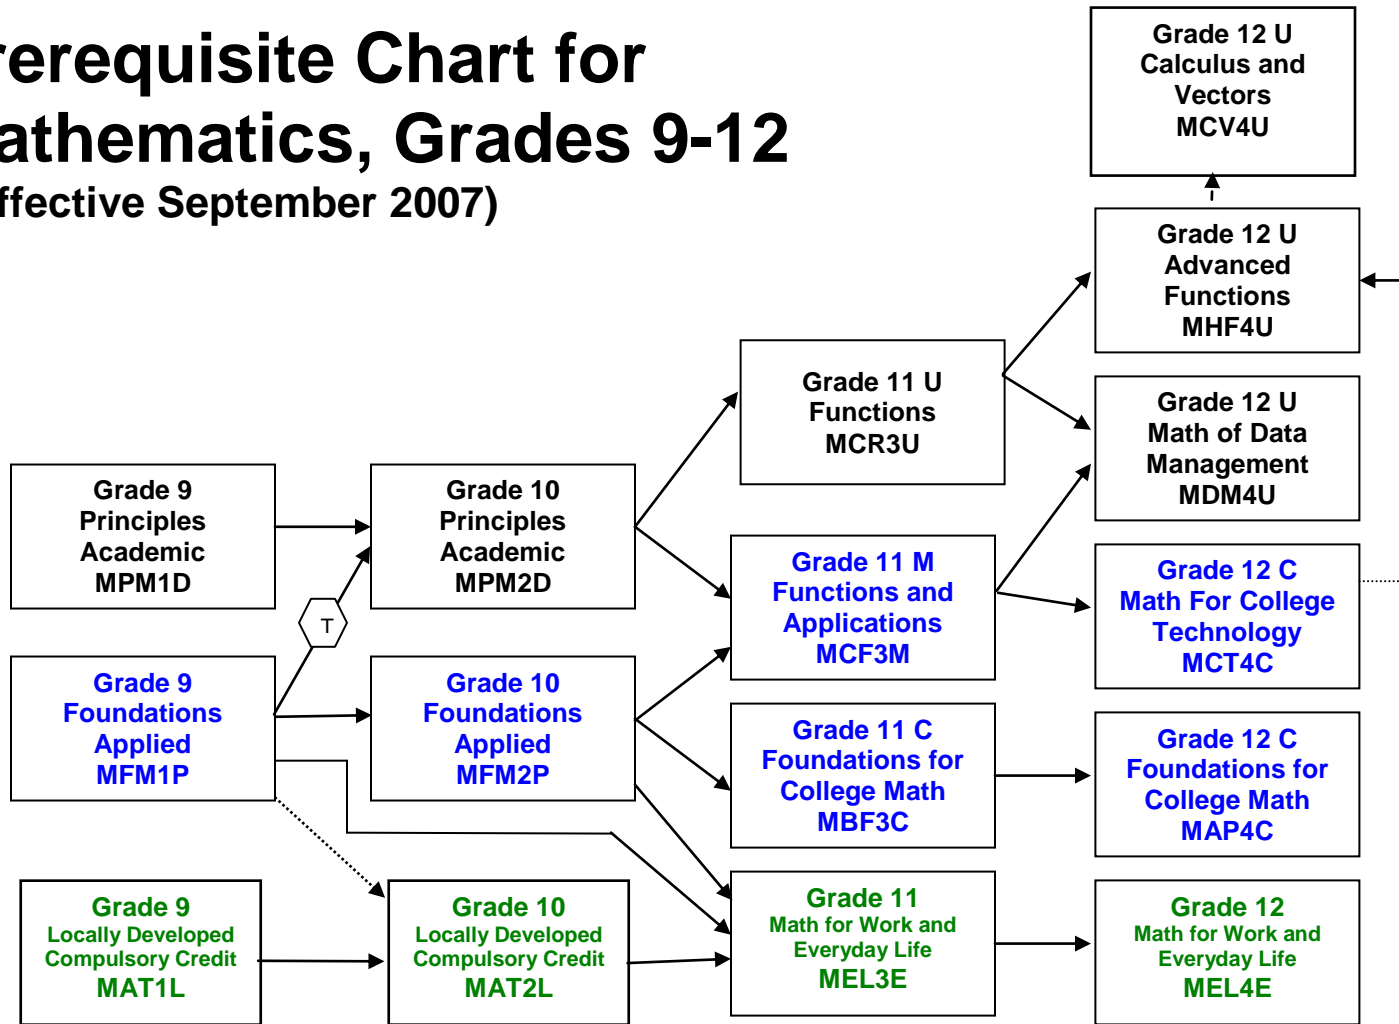 rerequisite Chart for
athematics, Grades 9-12
ffective September 2007)
Grade 12 U
Calculus and
Vectors
MCV4U
Grade 12 U
Advanced
Functions
MHF4U
Grade 11 U
Functions
MCR3U
Grade 12 U
Math of Data
Management
MDM4U
Grade 9
Principles
Academic
MPM1D
Grade 10
Principles
Academic
MPM2D
Grade 11 M
Functions and
Applications
MCF3M
Grade 12 C
Math For College
Technology
MCT4C
T
Grade 9
Foundations
Applied
MFM1P
Grade 10
Foundations
Applied
MFM2P
Grade 11 C
Foundations for
College Math
MBF3C
Grade 12 C
Foundations for
College Math
MAP4C
Grade 9
Locally Developed
Compulsory Credit
MAT1L
Grade 10
Locally Developed
Compulsory Credit
MAT2L
Grade 11
Math for Work and
Everyday Life
MEL3E
Grade 12
Math for Work and
Everyday Life
MEL4E